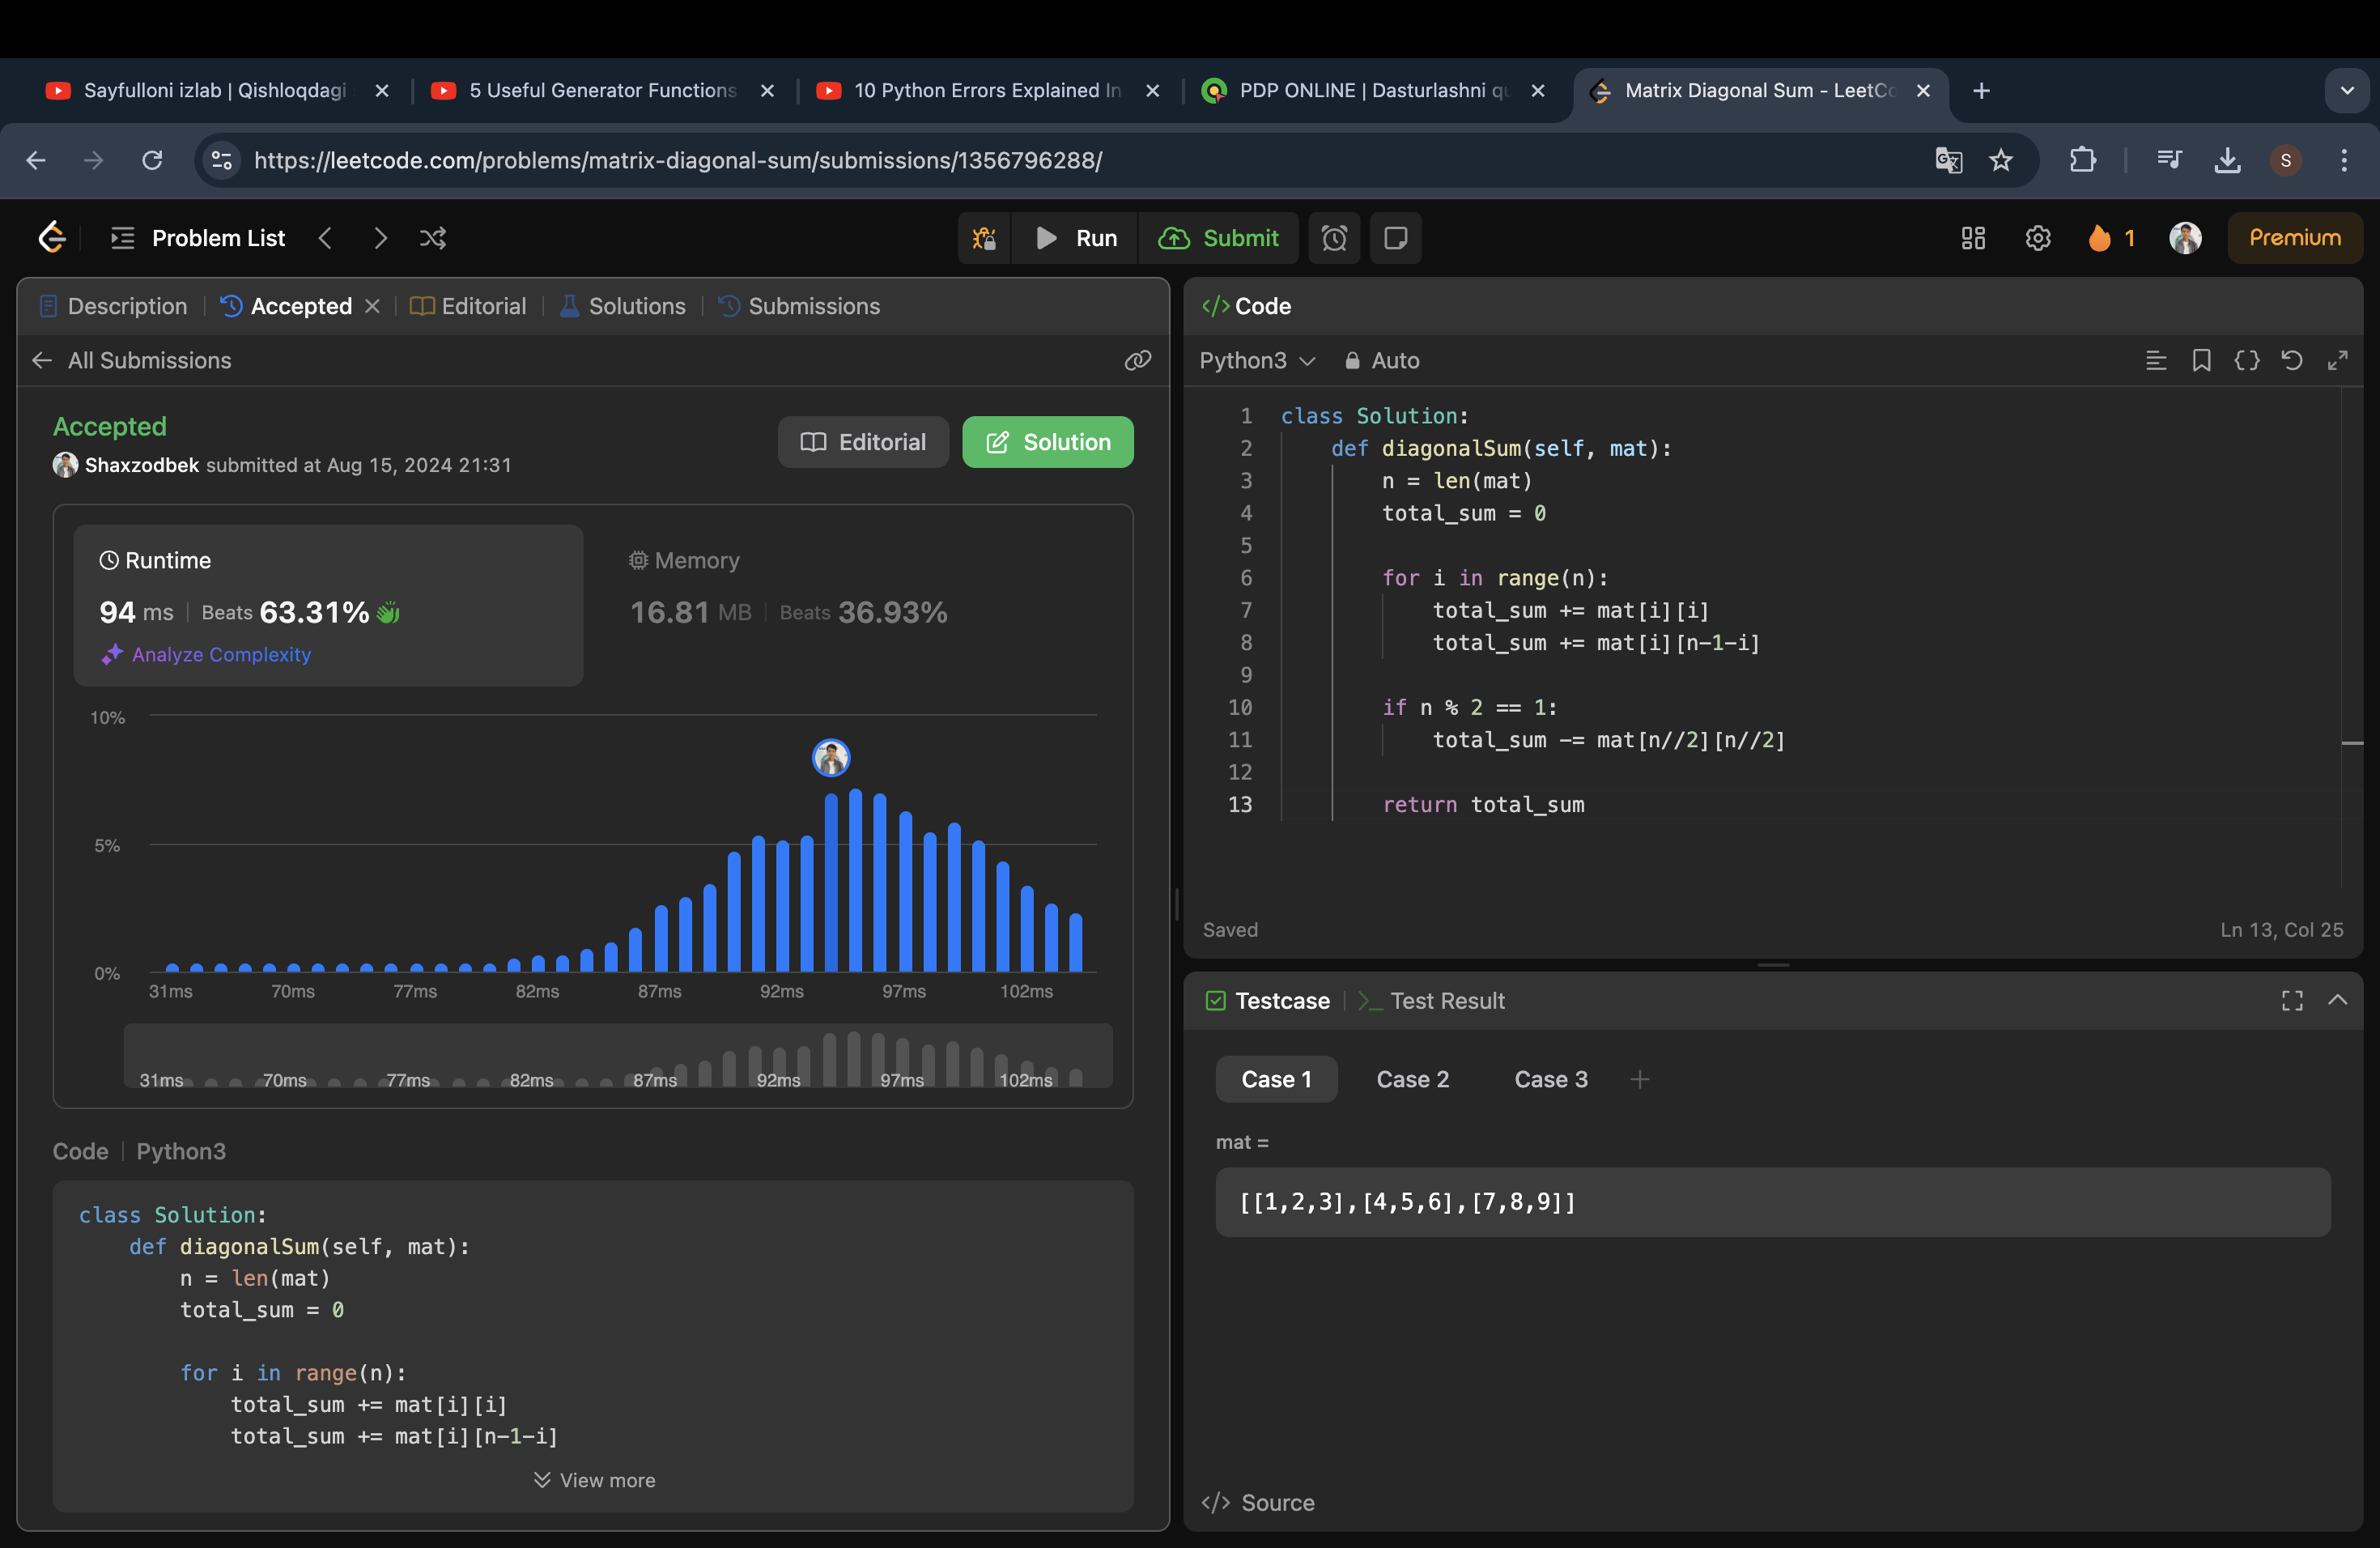 Sayfulloni izlab | Qishloqdagi
5 Useful Generator Functions
10 Python Errors Explained In
PDP ONLINE | Dasturlashni qu
Matrix Diagonal Sum - LeetCo
https://leetcode.com/problems/matrix-diagonal-sum/submissions/1356796288/
S
Problem List
Run
Submit
1
Premium
Description
Accepted
Editorial
Solutions
Submissions
All Submissions
Accepted
Shaxzodbek submitted at Aug 15, 2024 21:31
Editorial
Solution
Runtime
94 ms | Beats 63.31%
Analyze Complexity
Memory
16.81 MB | Beats 36.93%
10%
5%
0%
31ms 70ms 77ms 82ms 87ms 92ms 97ms 102ms
31ms 70ms 77ms 82ms 87ms 92ms 97ms 102ms
Code | Python3
class Solution:
    def diagonalSum(self, mat):
        n = len(mat)
        total_sum = 0
        for i in range(n):
            total_sum += mat[i][i]
            total_sum += mat[i][n-1-i]
View more
Code
Python3
Auto
1 class Solution:
2     def diagonalSum(self, mat):
3         n = len(mat)
4         total_sum = 0
5
6         for i in range(n):
7             total_sum += mat[i][i]
8             total_sum += mat[i][n-1-i]
9
10         if n % 2 == 1:
11             total_sum -= mat[n//2][n//2]
12
13         return total_sum
Saved
Ln 13, Col 25
Testcase
Test Result
Case 1
Case 2
Case 3
mat =
[[1,2,3],[4,5,6],[7,8,9]]
Source